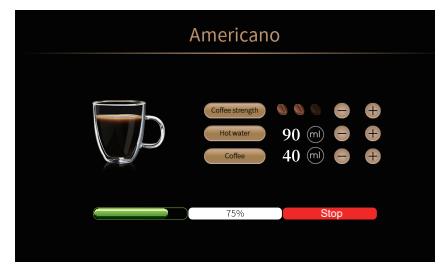 Americano
Coffee strength − +
Hot water 90 ml − +
Coffee 40 ml − +
75% Stop